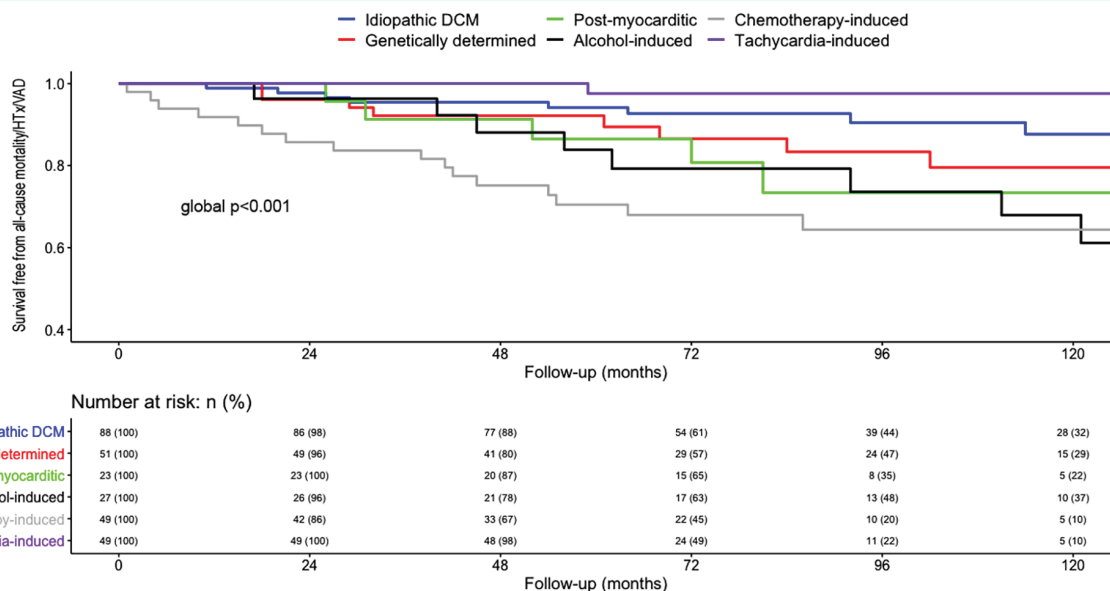 Idiopathic DCM Post-myocarditic Chemotherapy-induced
Genetically determined Alcohol-induced Tachycardia-induced
Survival free from all-cause mortality/HTx/VAD
1.0
0.8
0.6
0.4
global p<0.001
0 24 48 72 96 120
Follow-up (months)
Number at risk: n (%)
athic DCM 88 (100) 86 (98) 77 (88) 54 (61) 39 (44) 28 (32)
etermined 51 (100) 49 (96) 41 (80) 29 (57) 24 (47) 15 (29)
nyocarditic 23 (100) 23 (100) 20 (87) 15 (65) 8 (35) 5 (22)
ol-induced 27 (100) 26 (96) 21 (78) 17 (63) 13 (48) 10 (37)
oy-induced 49 (100) 42 (86) 33 (67) 22 (45) 10 (20) 5 (10)
ia-induced 49 (100) 49 (100) 48 (98) 24 (49) 11 (22) 5 (10)
0 24 48 72 96 120
Follow-up (months)